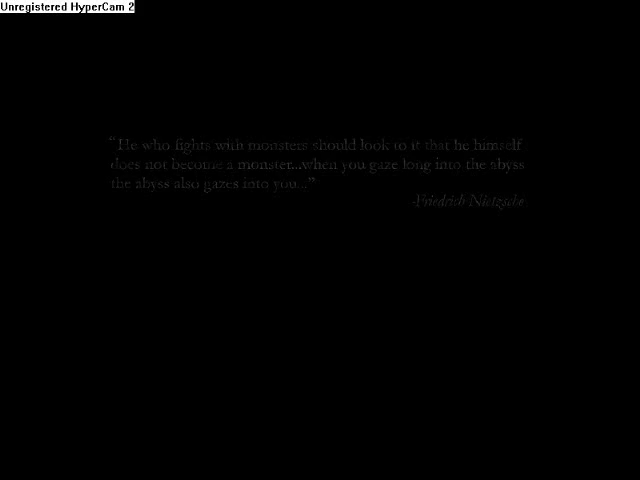 Unregistered HyperCam 2
“He who fights with monsters should look to it that he himself
does not become a monster...when you gaze long into the abyss
the abyss also gazes into you...”
-Friedrich Nietzsche